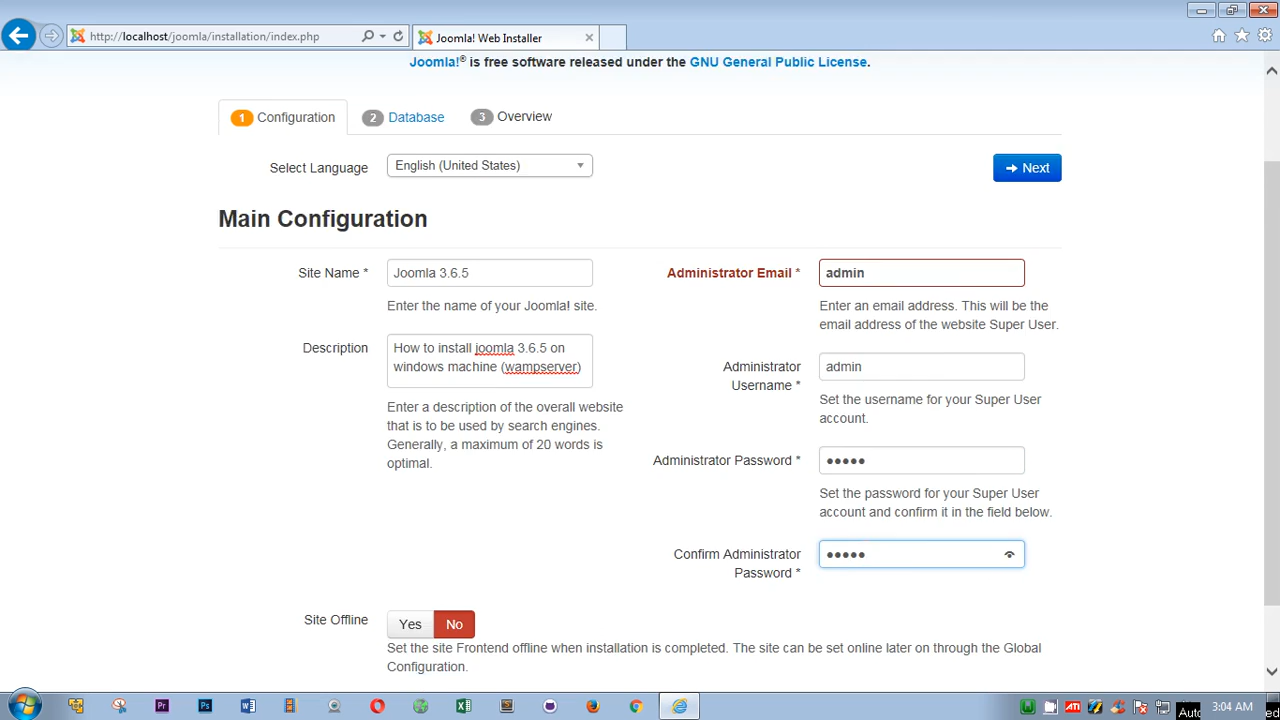 http://localhost/joomla/installation/index.php
Joomla! Web Installer
Joomla!® is free software released under the GNU General Public License.
1 Configuration
2 Database
3 Overview
Select Language
English (United States)
Next
Main Configuration
Site Name *
Joomla 3.6.5
Enter the name of your Joomla! site.
Description
How to install joomla 3.6.5 on
windows machine (wampserver)
Enter a description of the overall website
that is to be used by search engines.
Generally, a maximum of 20 words is
optimal.
Administrator Email *
admin
Enter an email address. This will be the
email address of the website Super User.
Administrator
Username *
admin
Set the username for your Super User
account.
Administrator Password *
●●●●●
Set the password for your Super User
account and confirm it in the field below.
Confirm Administrator
Password *
●●●●●
Site Offline
Yes
No
Set the site Frontend offline when installation is completed. The site can be set online later on through the Global
Configuration.
Pr
Ps
ATI
3:04 AM
Auto